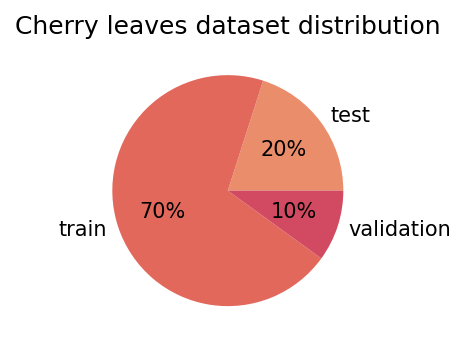 Cherry leaves dataset distribution
test
20%
70%
10%
train
validation